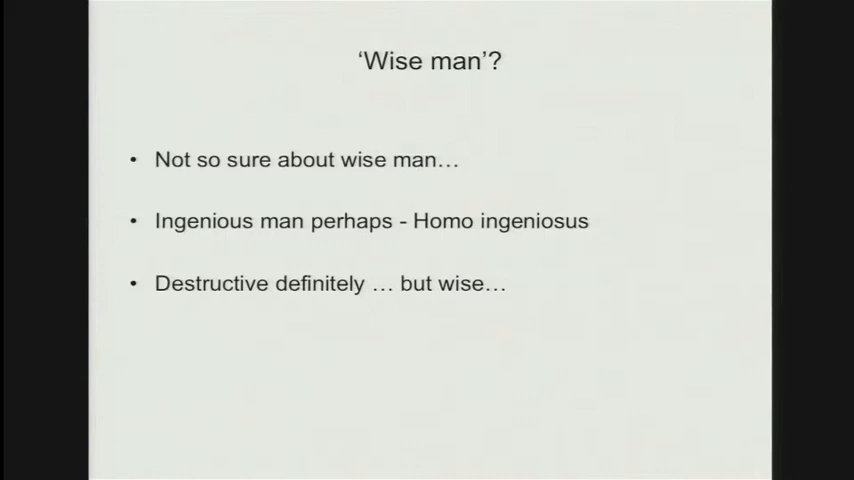 ‘Wise man’?
• Not so sure about wise man…
• Ingenious man perhaps - Homo ingeniosus
• Destructive definitely … but wise…